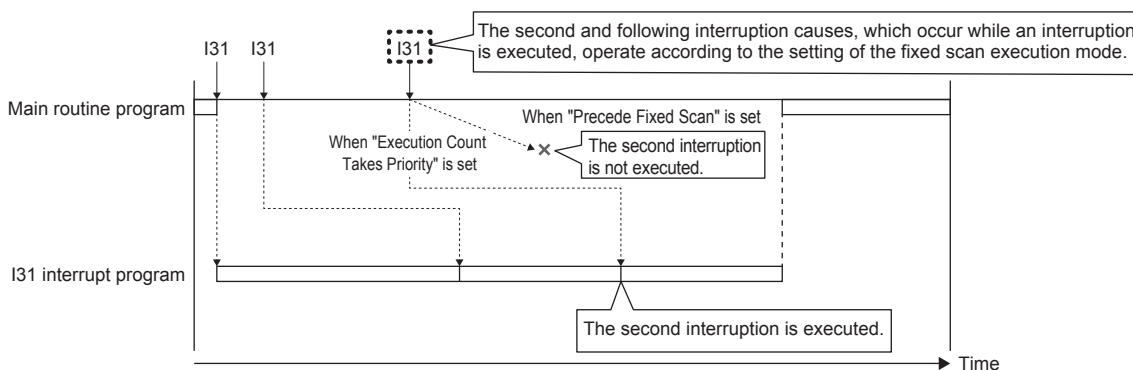 I31 I31 I31
The second and following interruption causes, which occur while an interruption
is executed, operate according to the setting of the fixed scan execution mode.
Main routine program
When "Precede Fixed Scan" is set
When "Execution Count
Takes Priority" is set
The second interruption
is not executed.
I31 interrupt program
The second interruption is executed.
Time